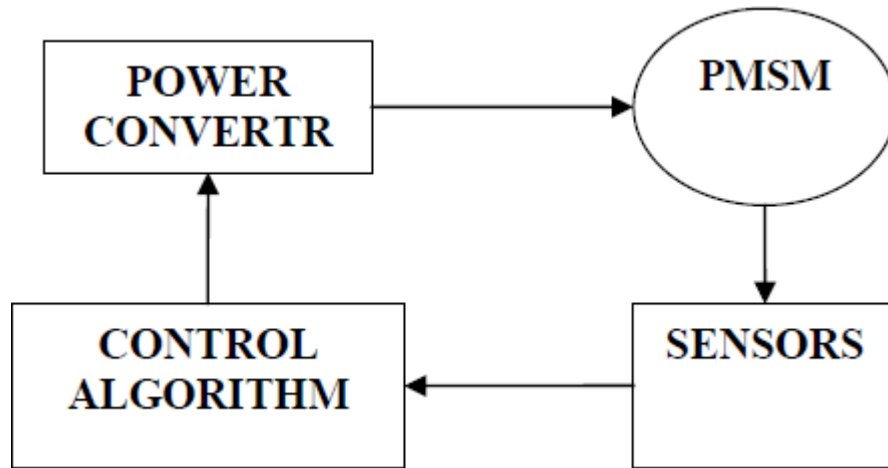 POWER
CONVERTR
PMSM
CONTROL
ALGORITHM
SENSORS